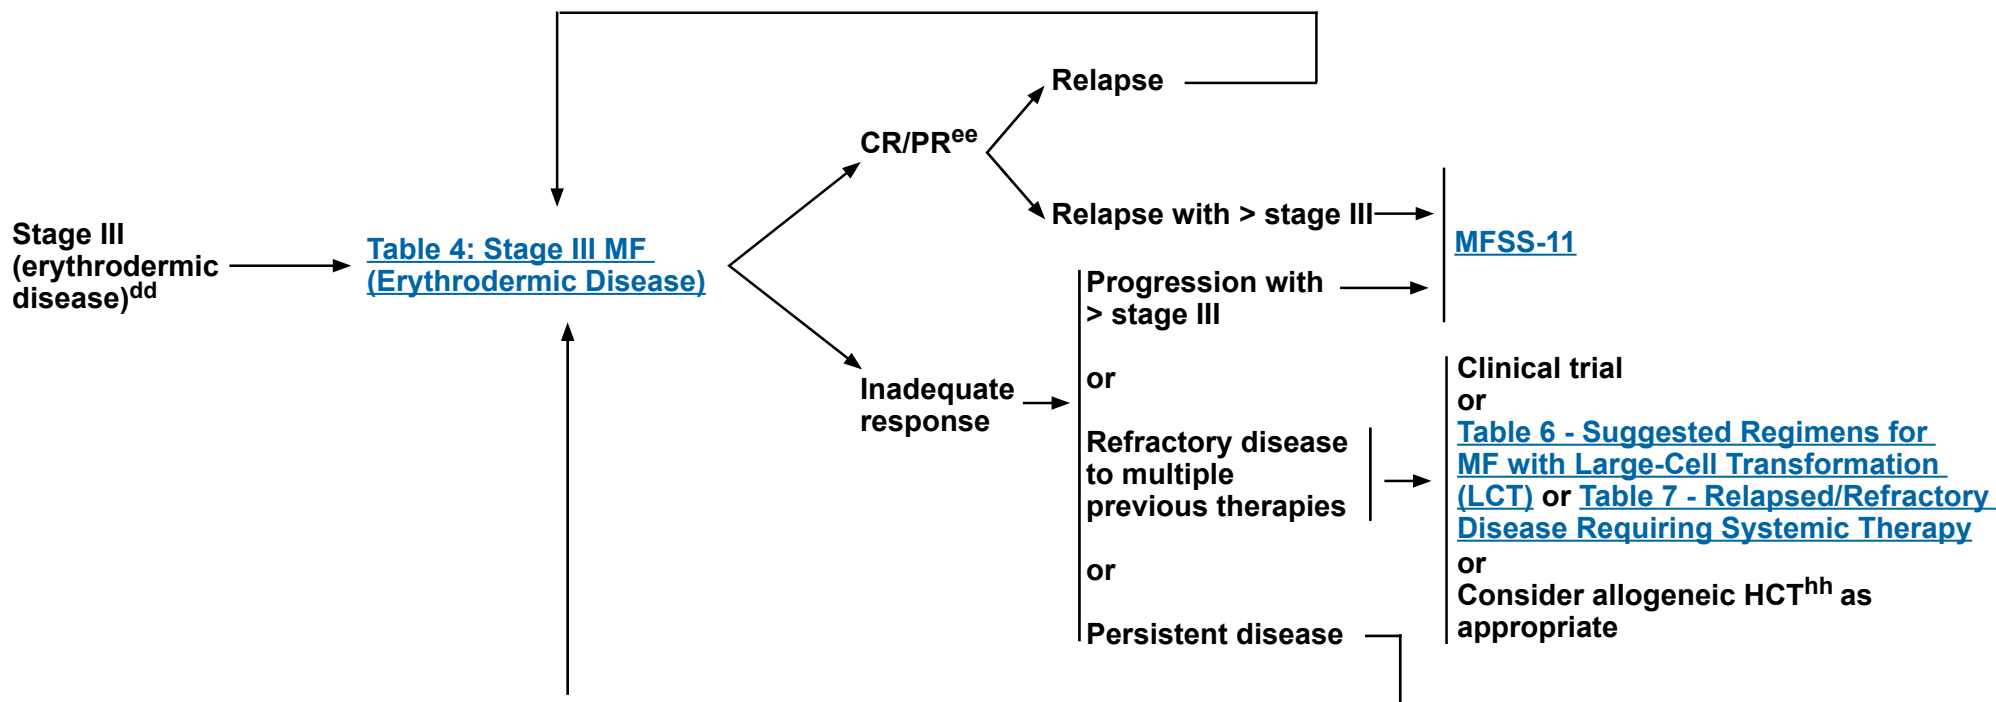 Stage III
(erythrodermic
disease)dd
Table 4: Stage III MF
(Erythrodermic Disease)
CR/PRee
Relapse
Relapse with > stage III
MFSS-11
Inadequate
response
Progression with
> stage III
or
Refractory disease
to multiple
previous therapies
or
Persistent disease
Clinical trial
or
Table 6 - Suggested Regimens for
MF with Large-Cell Transformation
(LCT) or Table 7 - Relapsed/Refractory
Disease Requiring Systemic Therapy
or
Consider allogeneic HCThh as
appropriate